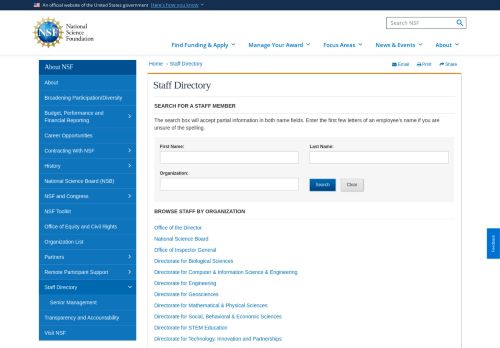 An official website of the United States government Here's how you know
NSF
National
Science
Foundation
Search NSF
Find Funding & Apply
Manage Your Award
Focus Areas
News & Events
About
About NSF
About
Broadening Participation/Diversity
Budget, Performance and
Financial Reporting
Career Opportunities
Contracting With NSF
History
National Science Board (NSB)
NSF and Congress
NSF Toolkit
Office of Equity and Civil Rights
Organization List
Partners
Remote Participant Support
Staff Directory
Senior Management
Transparency and Accountability
Visit NSF
Home › Staff Directory
Email
Print
Share
Staff Directory
SEARCH FOR A STAFF MEMBER
The search box will accept partial information in both name fields. Enter the first few letters of an employee's name if you are
unsure of the spelling.
First Name:
Last Name:
Organization:
Search
Clear
BROWSE STAFF BY ORGANIZATION
Office of the Director
National Science Board
Office of Inspector General
Directorate for Biological Sciences
Directorate for Computer & Information Science & Engineering
Directorate for Engineering
Directorate for Geosciences
Directorate for Mathematical & Physical Sciences
Directorate for Social, Behavioral & Economic Sciences
Directorate for STEM Education
Directorate for Technology, Innovation and Partnerships
Feedback